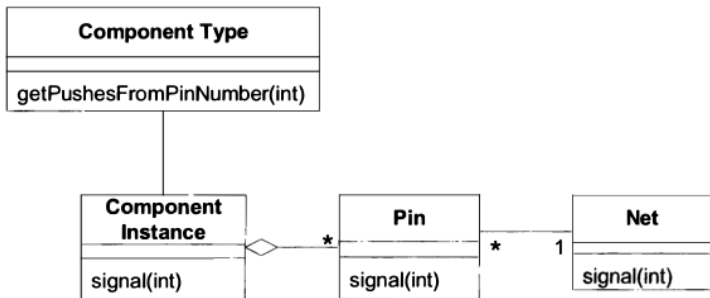 Component Type
getPushesFromPinNumber(int)
Component
Instance
signal(int)
*
Pin
signal(int)
*
1
Net
signal(int)